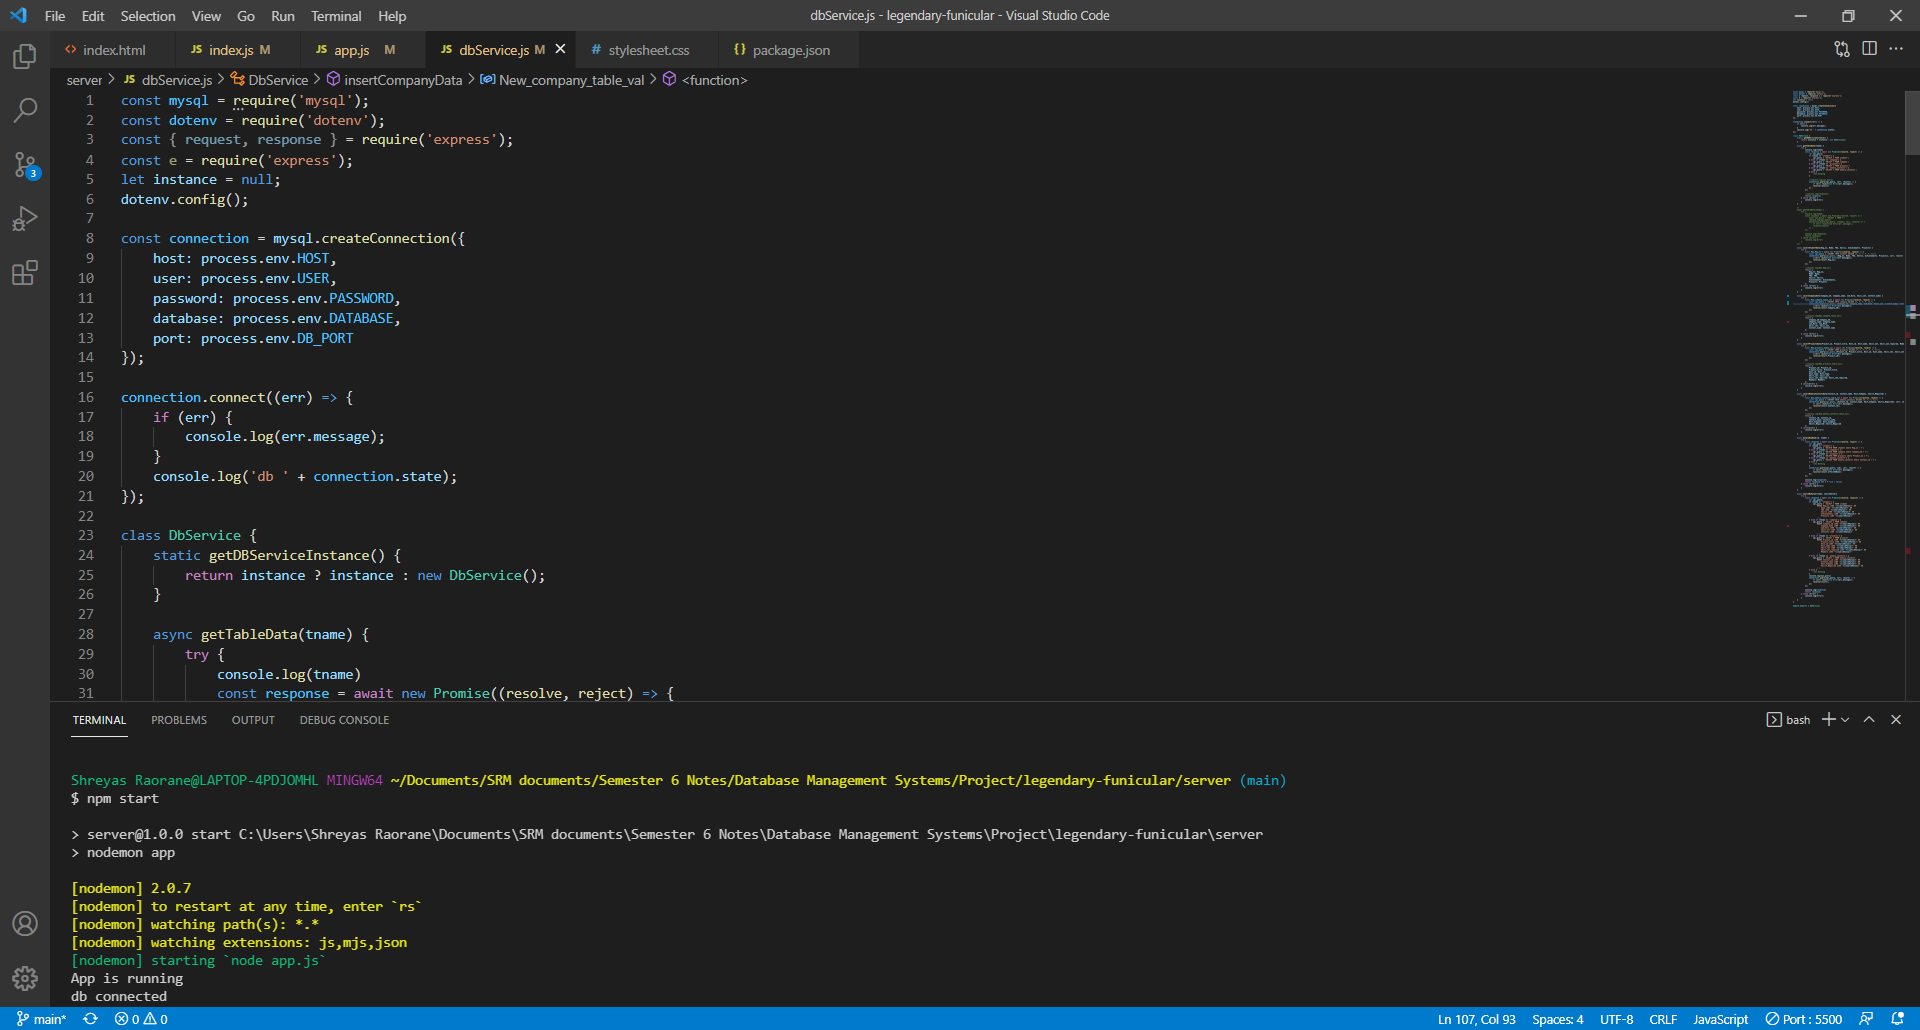 File Edit Selection View Go Run Terminal Help
dbService.js - legendary-funicular - Visual Studio Code
index.html
JS index.js M
JS app.js M
JS dbService.js M
# stylesheet.css
{} package.json
server > JS dbService.js > DbService > insertCompanyData > New_company_table_val > <function>
1 const mysql = require('mysql');
2 const dotenv = require('dotenv');
3 const { request, response } = require('express');
4 const e = require('express');
5 let instance = null;
6 dotenv.config();
7
8 const connection = mysql.createConnection({
9 host: process.env.HOST,
10 user: process.env.USER,
11 password: process.env.PASSWORD,
12 database: process.env.DATABASE,
13 port: process.env.DB_PORT
14 });
15
16 connection.connect((err) => {
17 if (err) {
18 console.log(err.message);
19 }
20 console.log('db ' + connection.state);
21 });
22
23 class DbService {
24 static getDBServiceInstance() {
25 return instance ? instance : new DbService();
26 }
27
28 async getTableData(tname) {
29 try {
30 console.log(tname)
31 const response = await new Promise((resolve, reject) => {
3
TERMINAL PROBLEMS OUTPUT DEBUG CONSOLE
bash
Shreyas Raorane@LAPTOP-4PDJOMHL MINGW64 ~/Documents/SRM documents/Semester 6 Notes/Database Management Systems/Project/legendary-funicular/server (main)
$ npm start
> server@1.0.0 start C:\Users\Shreyas Raorane\Documents\SRM documents\Semester 6 Notes\Database Management Systems\Project\legendary-funicular\server
> nodemon app
[nodemon] 2.0.7
[nodemon] to restart at any time, enter `rs`
[nodemon] watching path(s): *.*
[nodemon] watching extensions: js,mjs,json
[nodemon] starting `node app.js`
App is running
db connected
main* 0 0
Ln 107, Col 93 Spaces: 4 UTF-8 CRLF JavaScript Port : 5500